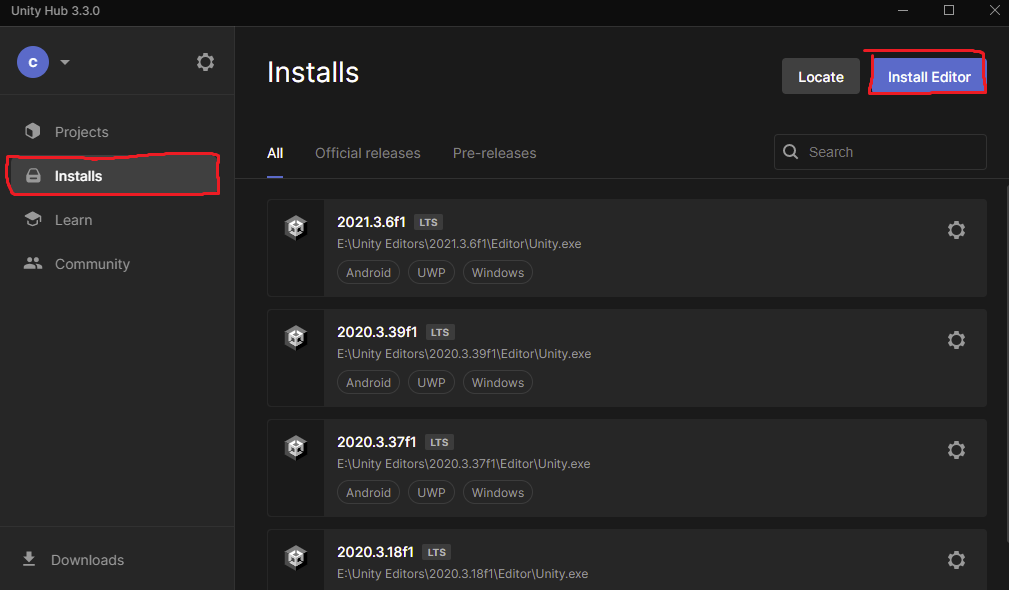 Unity Hub 3.3.0
C
Projects
Installs
Learn
Community
Downloads
Installs
Locate
Install Editor
All
Official releases
Pre-releases
Search
2021.3.6f1 LTS
E:\Unity Editors\2021.3.6f1\Editor\Unity.exe
Android UWP Windows
2020.3.39f1 LTS
E:\Unity Editors\2020.3.39f1\Editor\Unity.exe
Android UWP Windows
2020.3.37f1 LTS
E:\Unity Editors\2020.3.37f1\Editor\Unity.exe
Android UWP Windows
2020.3.18f1 LTS
E:\Unity Editors\2020.3.18f1\Editor\Unity.exe